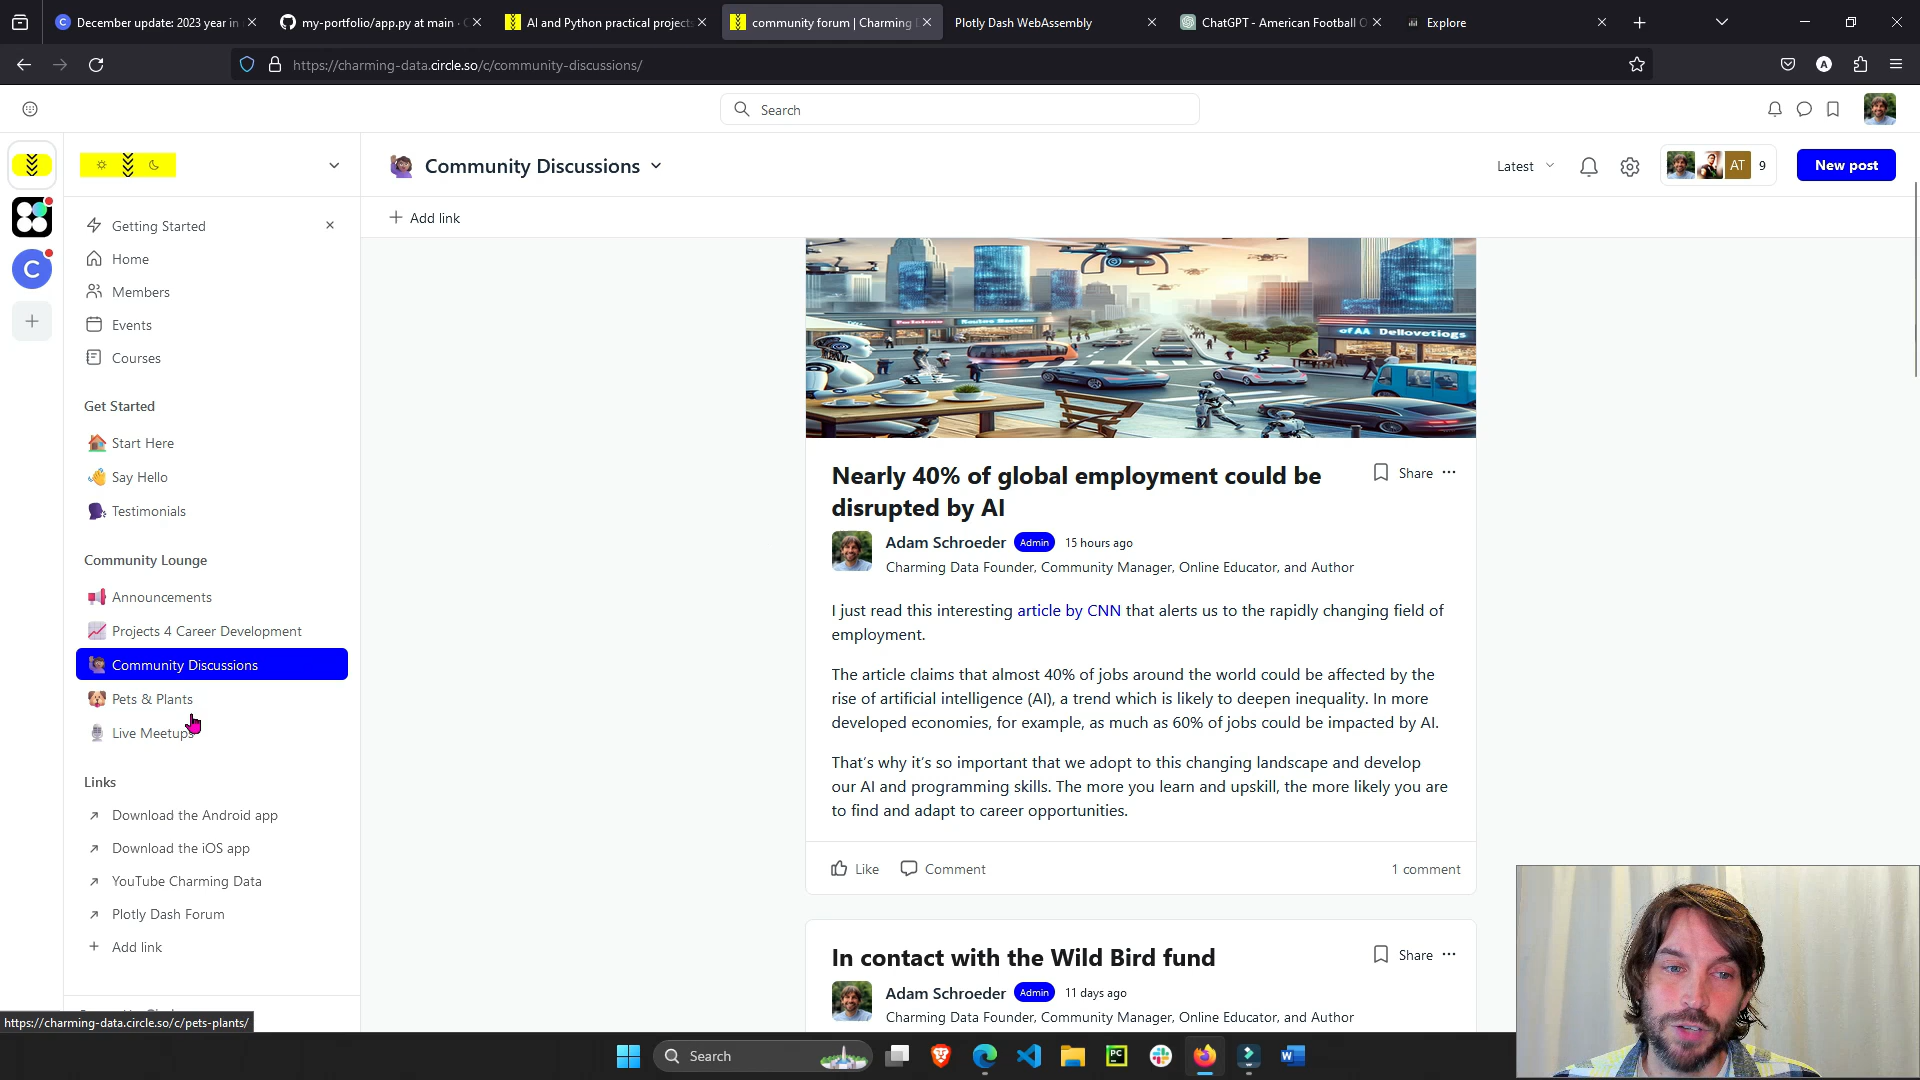 December update: 2023 year in
my-portfolio/app.py at main ·
AI and Python practical projects
community forum | Charming
Plotly Dash WebAssembly
ChatGPT - American Football
Explore
https://charming-data.circle.so/c/community-discussions/
A
Search
Community Discussions
Latest
AT
9
New post
C
Add link
Getting Started
Home
Members
Events
Courses
Get Started
Start Here
Say Hello
Testimonials
Community Lounge
Announcements
Projects 4 Career Development
Community Discussions
Pets & Plants
Live Meetups
Links
Download the Android app
Download the iOS app
YouTube Charming Data
Plotly Dash Forum
Add link
https://charming-data.circle.so/c/pets-plants/
of AA Dellovetiogs
Nearly 40% of global employment could be
disrupted by AI
Share
Adam Schroeder Admin 15 hours ago
Charming Data Founder, Community Manager, Online Educator, and Author
I just read this interesting article by CNN that alerts us to the rapidly changing field of
employment.
The article claims that almost 40% of jobs around the world could be affected by the
rise of artificial intelligence (AI), a trend which is likely to deepen inequality. In more
developed economies, for example, as much as 60% of jobs could be impacted by AI.
That's why it's so important that we adopt to this changing landscape and develop
our AI and programming skills. The more you learn and upskill, the more likely you are
to find and adapt to career opportunities.
Like
Comment
1 comment
In contact with the Wild Bird fund
Share
Adam Schroeder Admin 11 days ago
Charming Data Founder, Community Manager, Online Educator, and Author
Search
PC
W